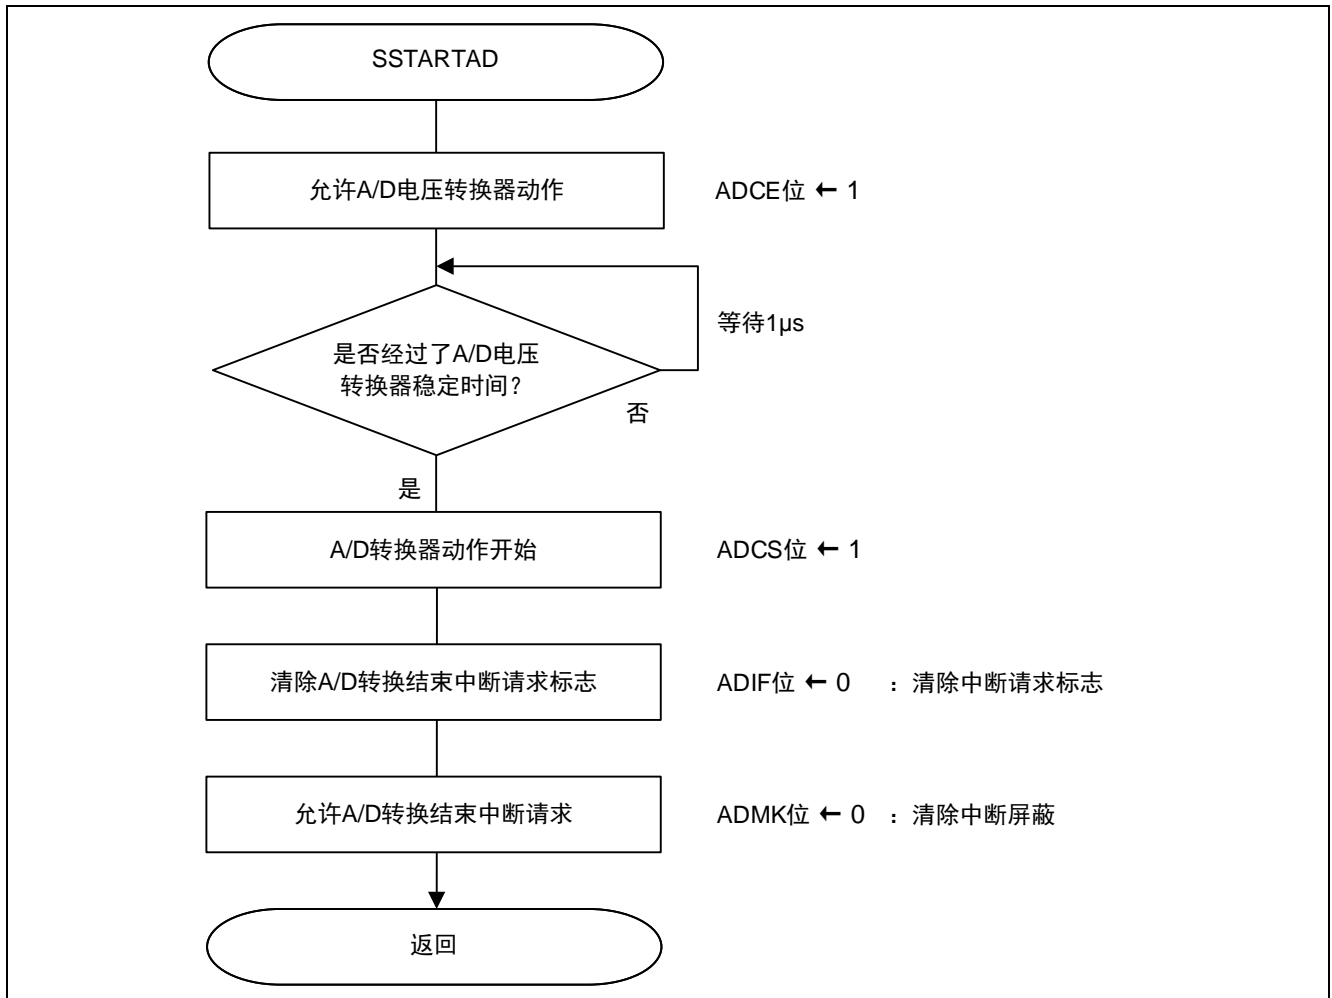 SSTARTAD
允许A/D电压转换器动作
ADCE位 ← 1
等待1μs
是否经过了A/D电压
转换器稳定时间？
否
是
A/D转换器动作开始
ADCS位 ← 1
清除A/D转换结束中断请求标志
ADIF位 ← 0 ：清除中断请求标志
允许A/D转换结束中断请求
ADMK位 ← 0 ：清除中断屏蔽
返回